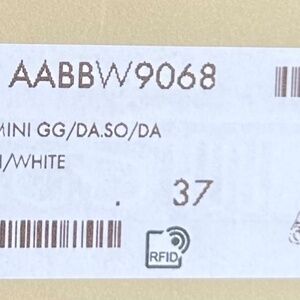 AABBW9068
MINI GG/DA.SO/DA
/WHITE
. 37
RFID